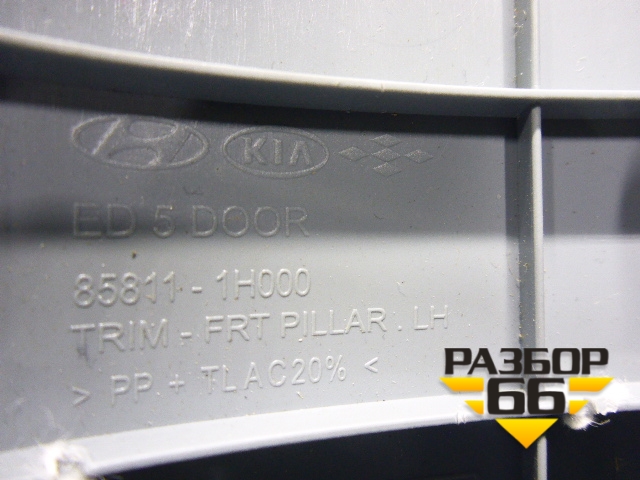 KIA
ED 5 DOOR
85811 - 1H000
TRIM - FRT PILLAR . LH
> PP + TLAC20% <
РАЗБОР
66